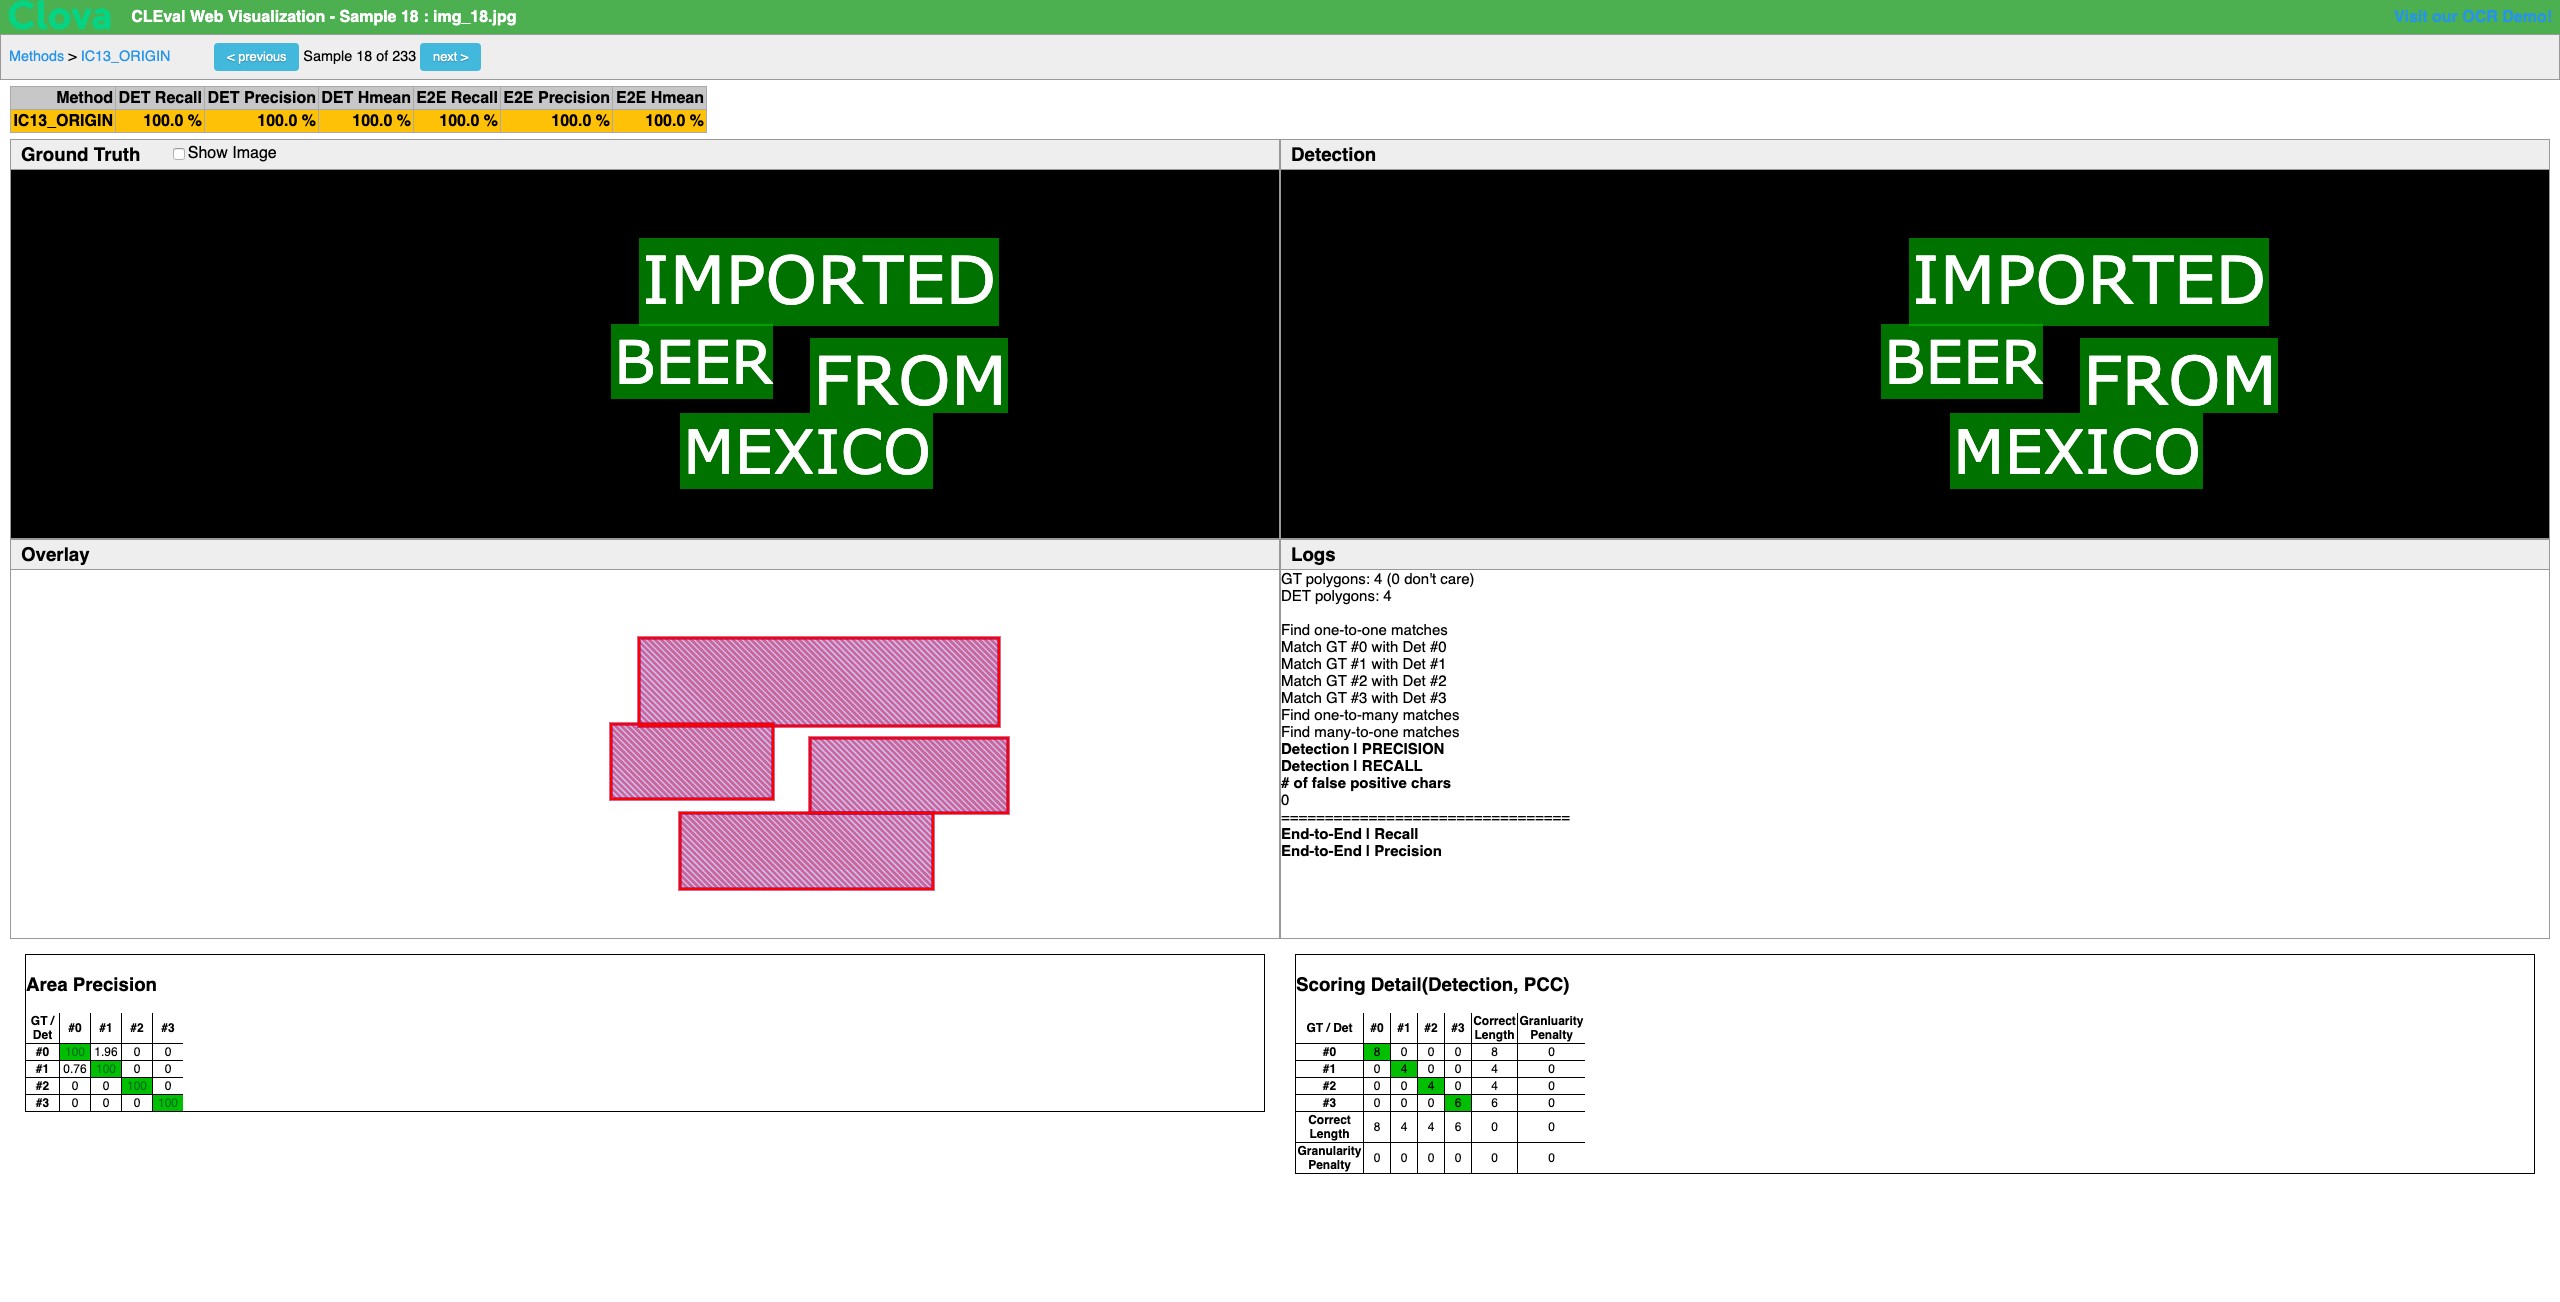 Clova CLEval Web Visualization - Sample 18 : img_18.jpg Visit our OCR Demo!
Methods > IC13_ORIGIN < previous Sample 18 of 233 next >
Method DET Recall DET Precision DET Hmean E2E Recall E2E Precision E2E Hmean
IC13_ORIGIN 100.0 % 100.0 % 100.0 % 100.0 % 100.0 % 100.0 %
Ground Truth Show Image
IMPORTED
BEER FROM
MEXICO
Detection
IMPORTED
BEER FROM
MEXICO
Overlay
Logs
GT polygons: 4 (0 don't care)
DET polygons: 4
Find one-to-one matches
Match GT #0 with Det #0
Match GT #1 with Det #1
Match GT #2 with Det #2
Match GT #3 with Det #3
Find one-to-many matches
Find many-to-one matches
Detection | PRECISION
Detection | RECALL
# of false positive chars
0
=================================
End-to-End | Recall
End-to-End | Precision
Area Precision
GT /
Det #0 #1 #2 #3
#0 100 1.96 0 0
#1 0.76 100 0 0
#2 0 0 100 0
#3 0 0 0 100
Scoring Detail(Detection, PCC)
GT / Det #0 #1 #2 #3 Correct Length Granluarity Penalty
#0 8 0 0 0 8 0
#1 0 4 0 0 4 0
#2 0 0 4 0 4 0
#3 0 0 0 6 6 0
Correct Length 8 4 4 6 0 0
Granularity Penalty 0 0 0 0 0 0